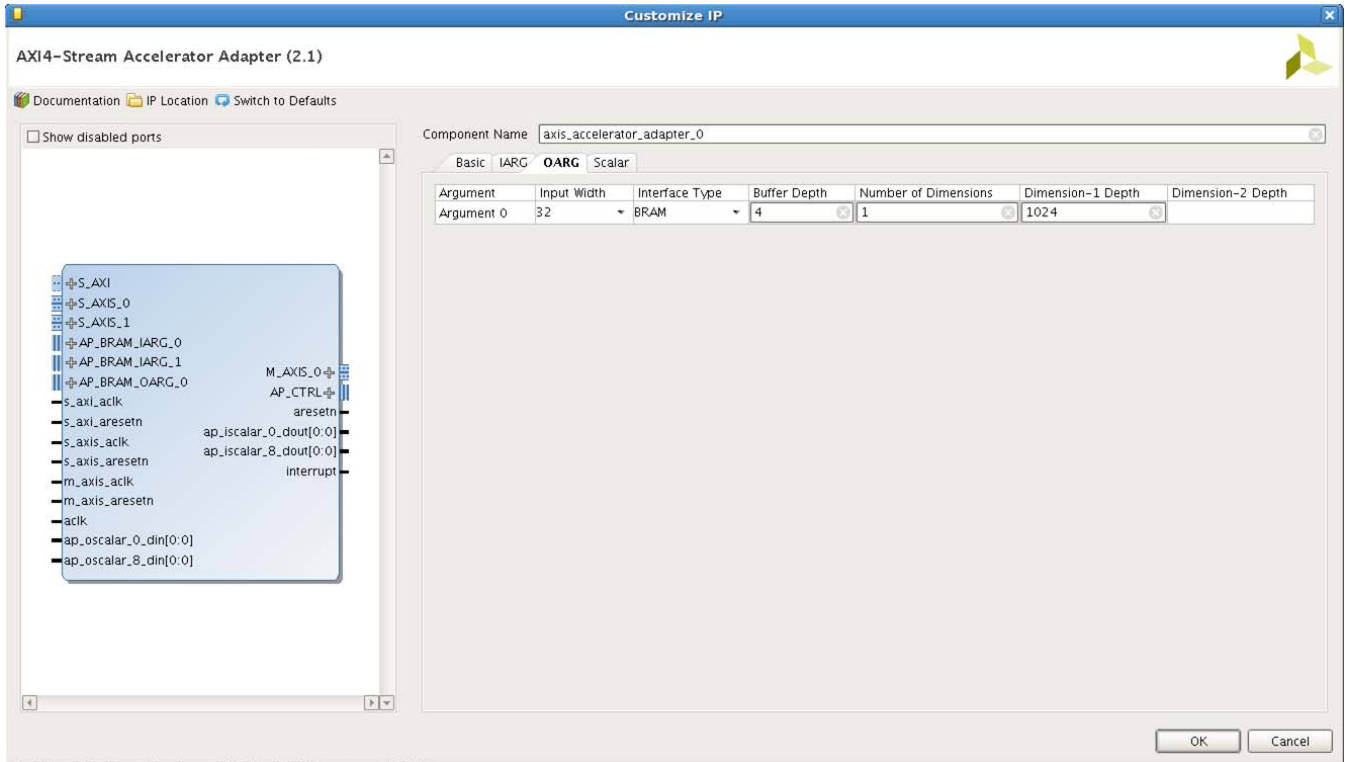 Customize IP
AXI4-Stream Accelerator Adapter (2.1)
Documentation IP Location Switch to Defaults
Show disabled ports
S_AXI
S_AXIS_0
S_AXIS_1
AP_BRAM_IARG_0
AP_BRAM_IARG_1
AP_BRAM_OARG_0
s_axi_aclk
s_axi_aresetn
s_axis_aclk
s_axis_aresetn
m_axis_aclk
m_axis_aresetn
aclk
ap_oscalar_0_din[0:0]
ap_oscalar_8_din[0:0]
M_AXIS_0
AP_CTRL
aresetn
ap_iscalar_0_dout[0:0]
ap_iscalar_8_dout[0:0]
interrupt
Component Name axis_accelerator_adapter_0
Basic IARG OARG Scalar
Argument Input Width Interface Type Buffer Depth Number of Dimensions Dimension-1 Depth Dimension-2 Depth
Argument 0 32 BRAM 4 1 1024
OK Cancel